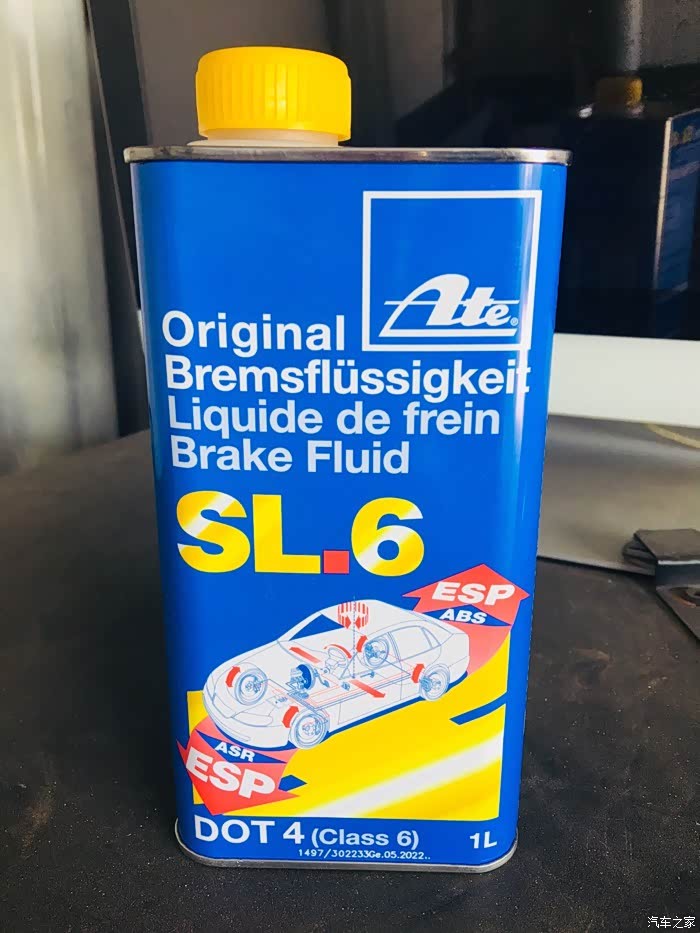 Ate®
Original
Bremsflüssigkeit
Liquide de frein
Brake Fluid
SL.6
ESP
ABS
ASR
ESP
DOT 4 (Class 6)
1L
1497/302233Ge.05.2022..
汽车之家